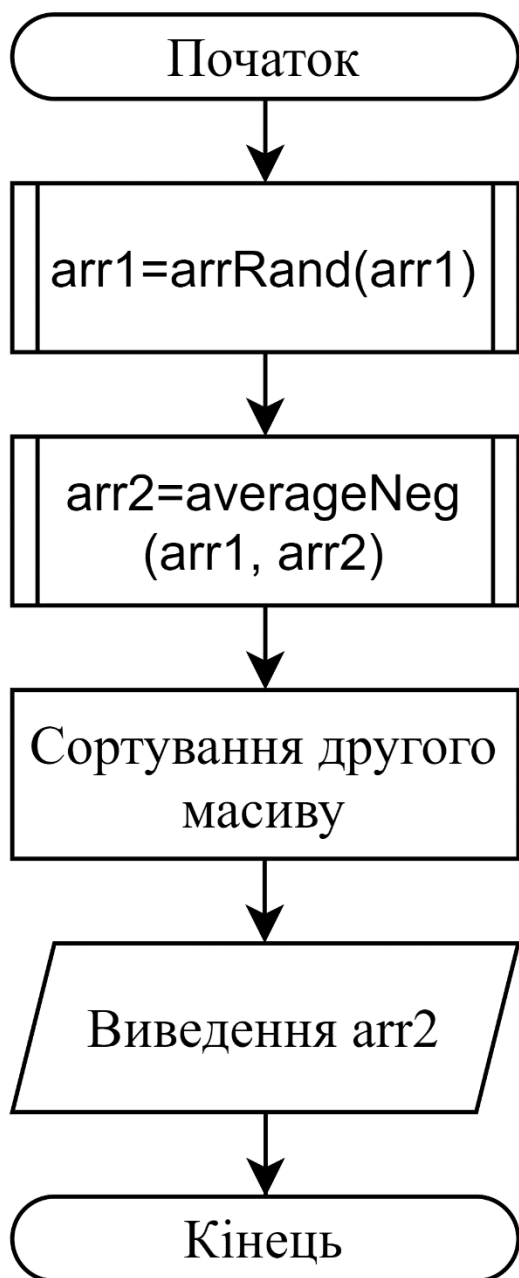 Початок
arr1=arrRand(arr1)
arr2=averageNeg
(arr1, arr2)
Сортування другого
масиву
Виведення arr2
Кінець